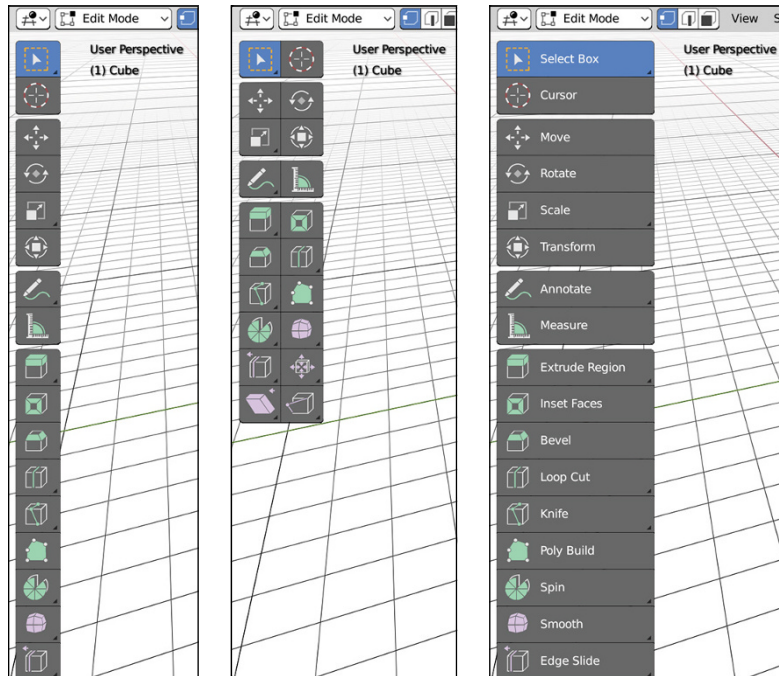 Edit Mode
User Perspective
(1) Cube
Edit Mode
User Perspective
(1) Cube
Edit Mode
View
S
User Perspective
(1) Cube
Select Box
Cursor
Move
Rotate
Scale
Transform
Annotate
Measure
Extrude Region
Inset Faces
Bevel
Loop Cut
Knife
Poly Build
Spin
Smooth
Edge Slide